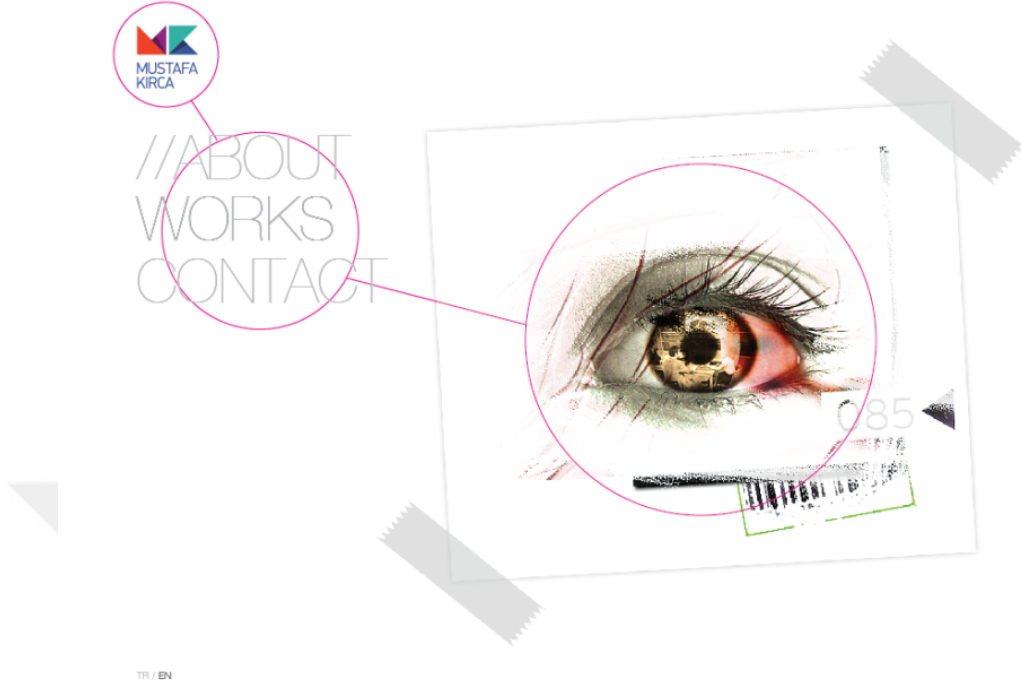 MUSTAFA
KIRCA
//ABOUT
WORKS
CONTACT
085
TR / EN